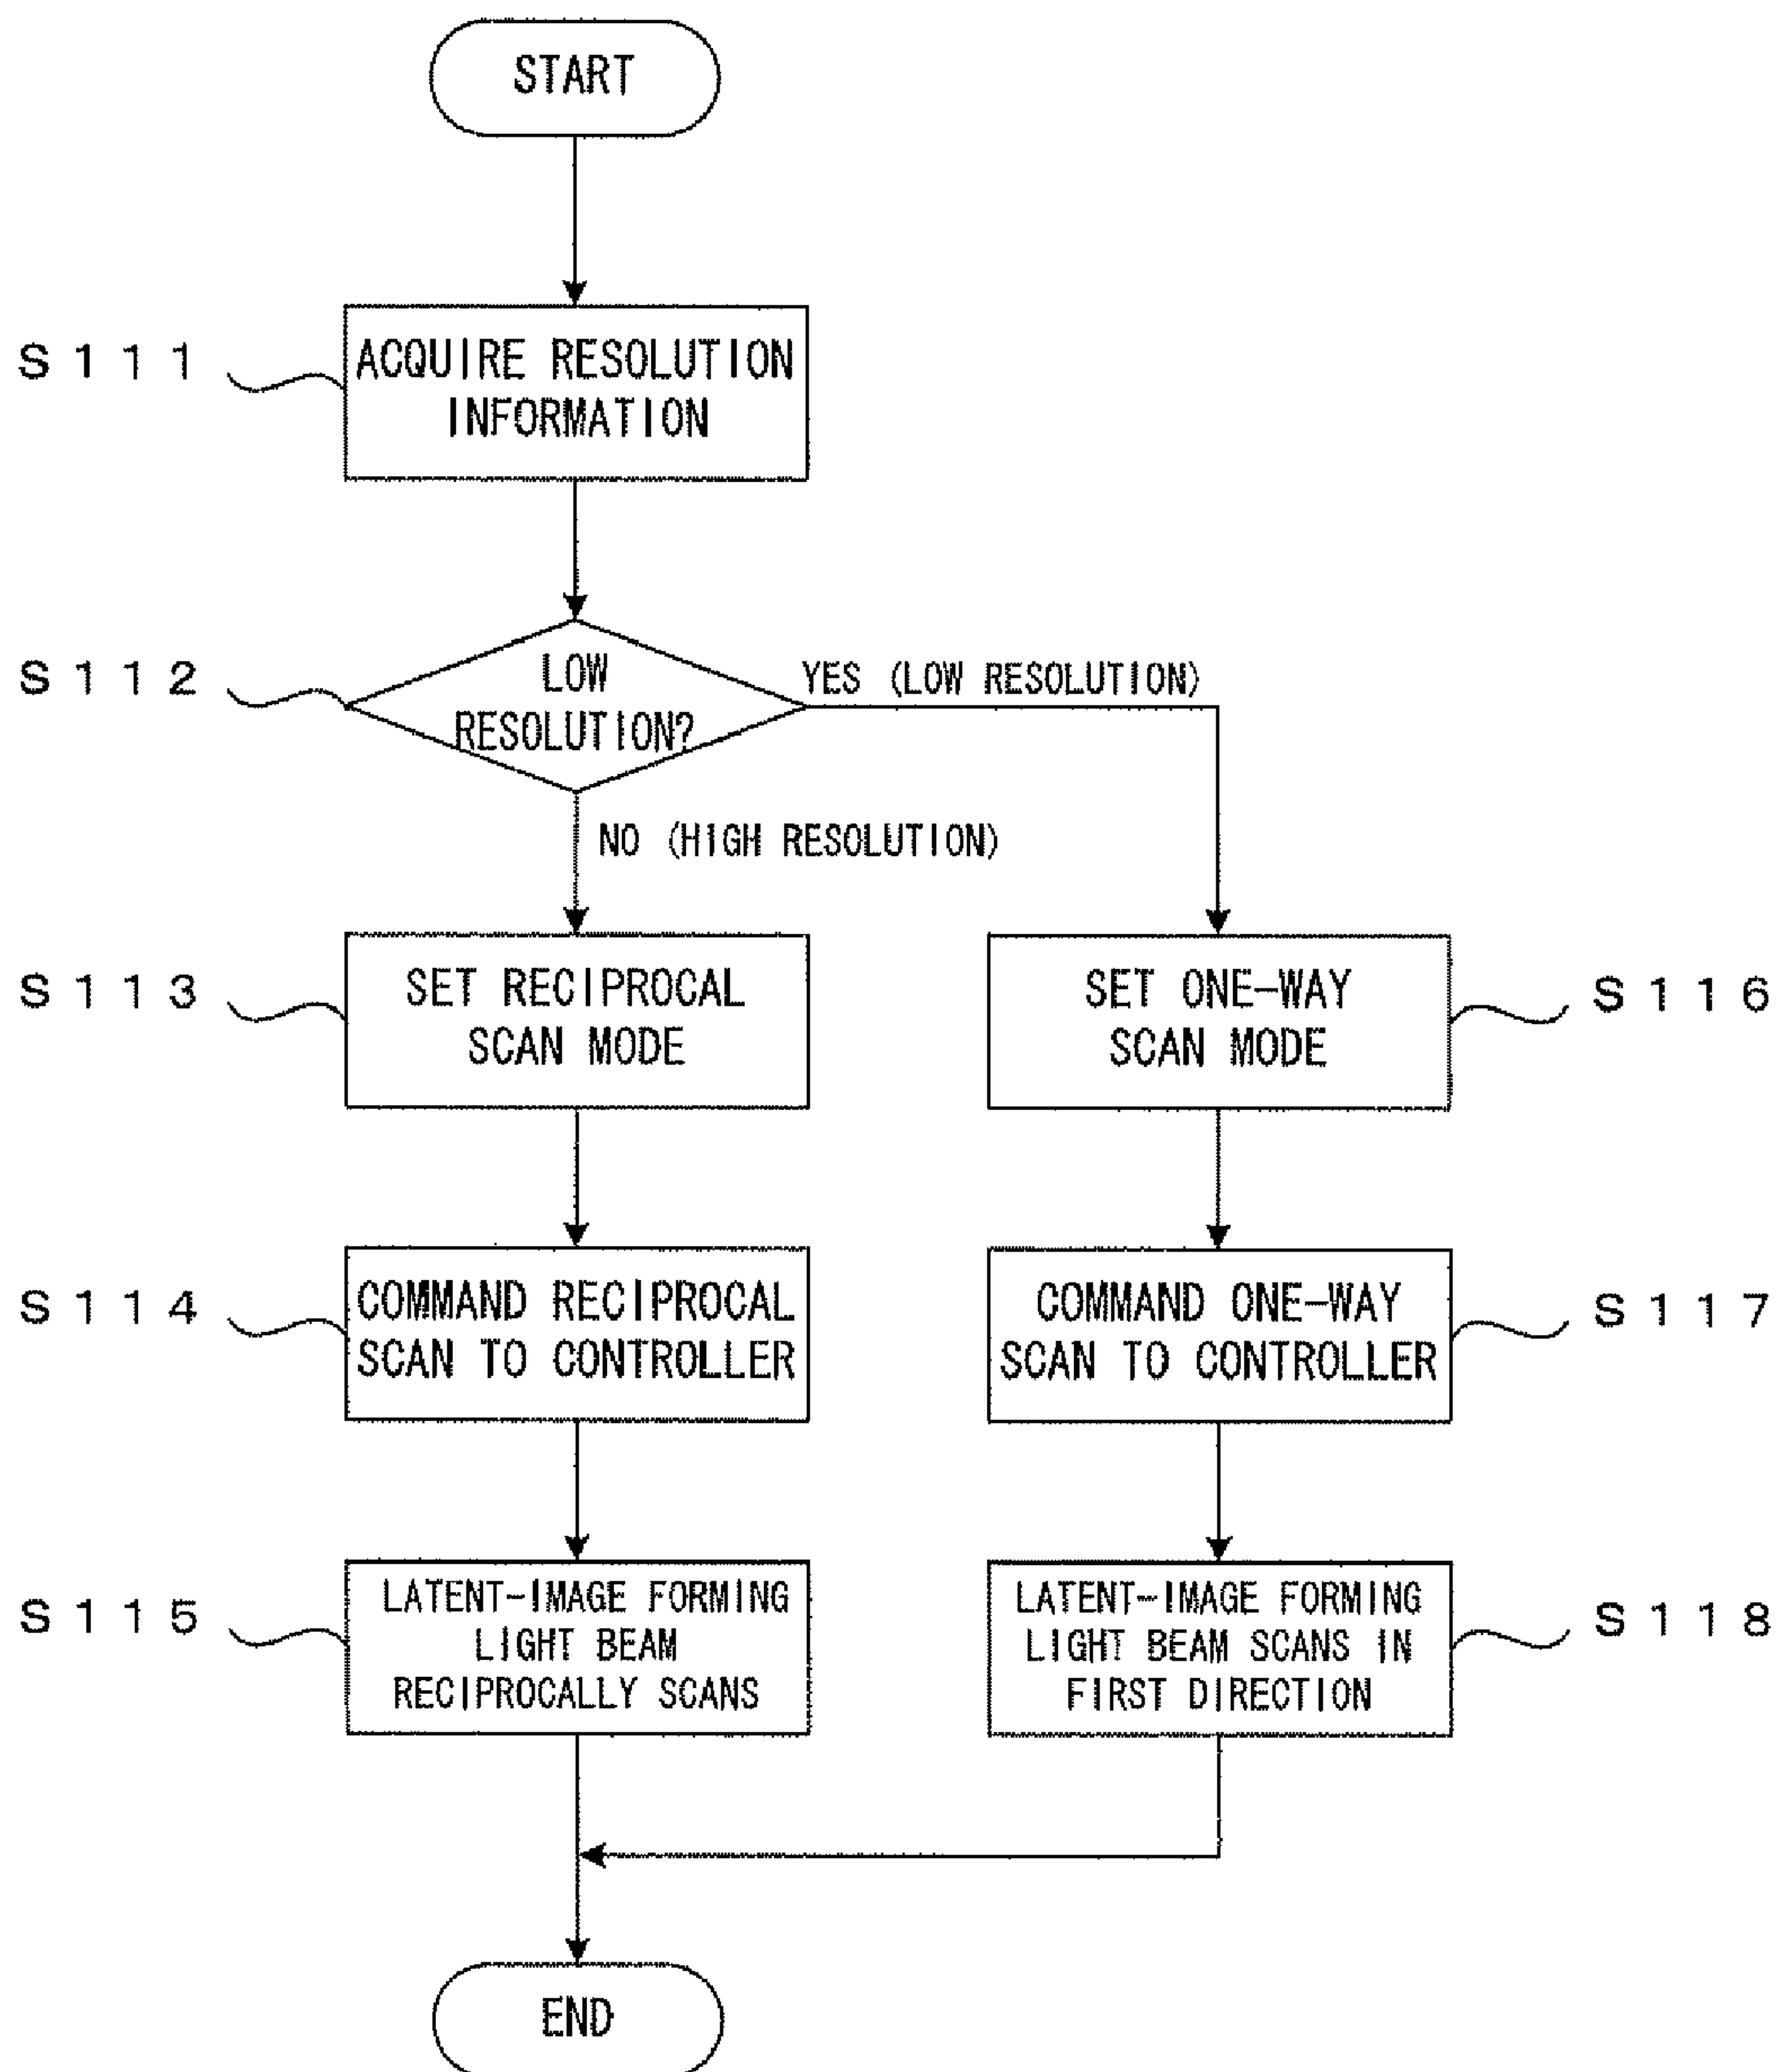 START
S111
ACQUIRE RESOLUTION
INFORMATION
S112
LOW
RESOLUTION?
YES (LOW RESOLUTION)
NO (HIGH RESOLUTION)
S113
SET RECIPROCAL
SCAN MODE
SET ONE-WAY
SCAN MODE
S116
S114
COMMAND RECIPROCAL
SCAN TO CONTROLLER
COMMAND ONE-WAY
SCAN TO CONTROLLER
S117
S115
LATENT-IMAGE FORMING
LIGHT BEAM
RECIPROCALLY SCANS
LATENT-IMAGE FORMING
LIGHT BEAM SCANS IN
FIRST DIRECTION
S118
END